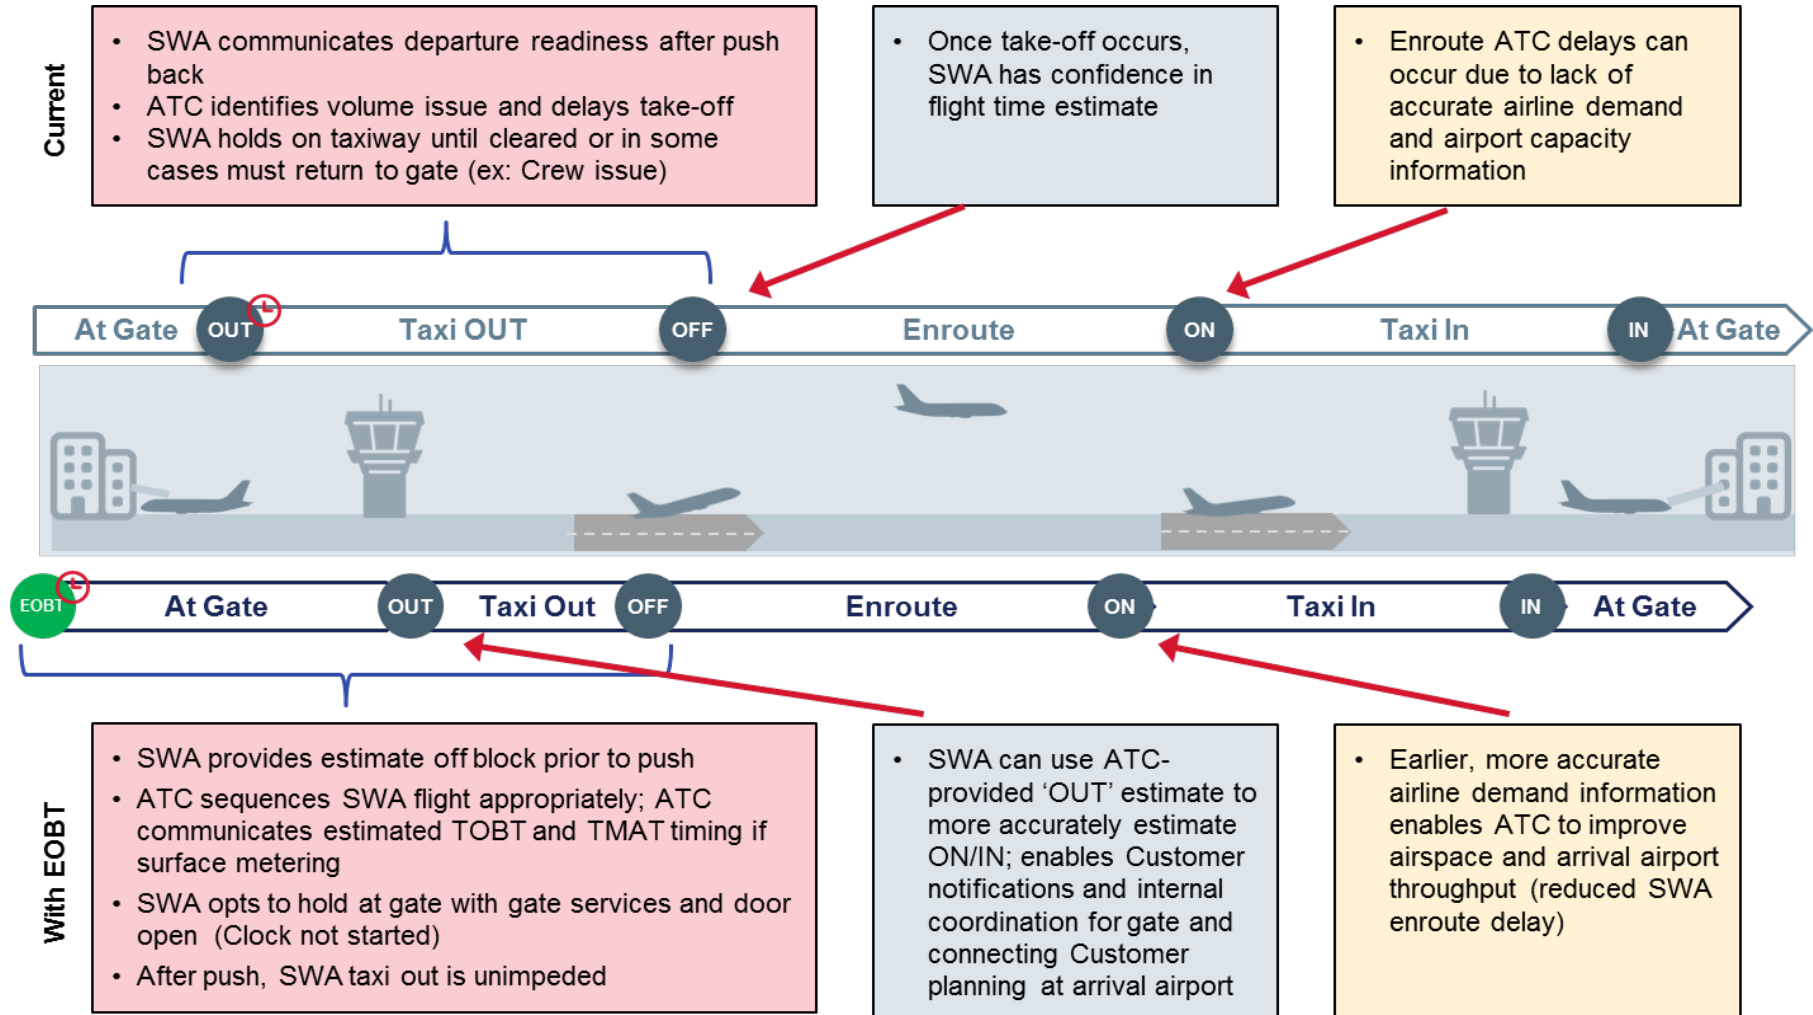 Current
• SWA communicates departure readiness after push
back
• ATC identifies volume issue and delays take-off
• SWA holds on taxiway until cleared or in some
cases must return to gate (ex: Crew issue)
• Once take-off occurs,
SWA has confidence in
flight time estimate
• Enroute ATC delays can
occur due to lack of
accurate airline demand
and airport capacity
information
At Gate
OUT
Taxi OUT
OFF
Enroute
ON
Taxi In
IN
At Gate
EOBT
At Gate
OUT
Taxi Out
OFF
Enroute
ON
Taxi In
IN
At Gate
With EOBT
• SWA provides estimate off block prior to push
• ATC sequences SWA flight appropriately; ATC
communicates estimated TOBT and TMAT timing if
surface metering
• SWA opts to hold at gate with gate services and door
open (Clock not started)
• After push, SWA taxi out is unimpeded
• SWA can use ATC-
provided ‘OUT’ estimate to
more accurately estimate
ON/IN; enables Customer
notifications and internal
coordination for gate and
connecting Customer
planning at arrival airport
• Earlier, more accurate
airline demand information
enables ATC to improve
airspace and arrival airport
throughput (reduced SWA
enroute delay)